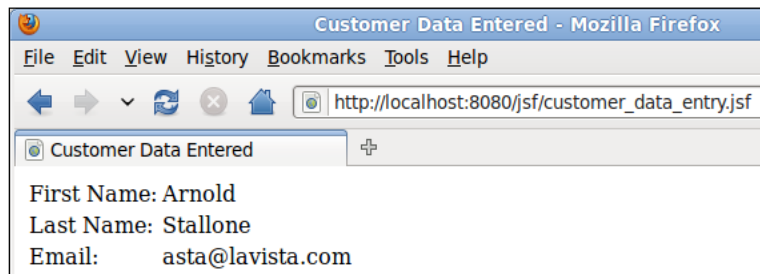 Customer Data Entered - Mozilla Firefox
File Edit View History Bookmarks Tools Help
http://localhost:8080/jsf/customer_data_entry.jsf
Customer Data Entered
First Name: Arnold
Last Name: Stallone
Email: asta@lavista.com